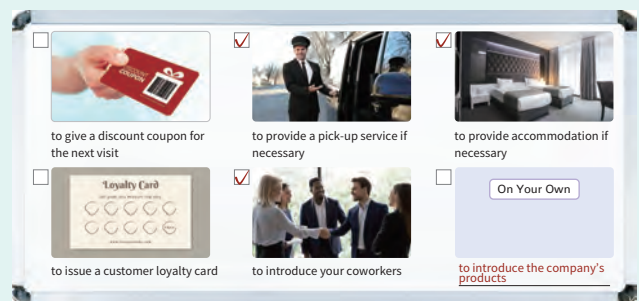 DISCOUNT
COUPON
to give a discount coupon for
the next visit
to provide a pick-up service if
necessary
to provide accommodation if
necessary
Loyalty Card
to issue a customer loyalty card
to introduce your coworkers
On Your Own
to introduce the company's
products